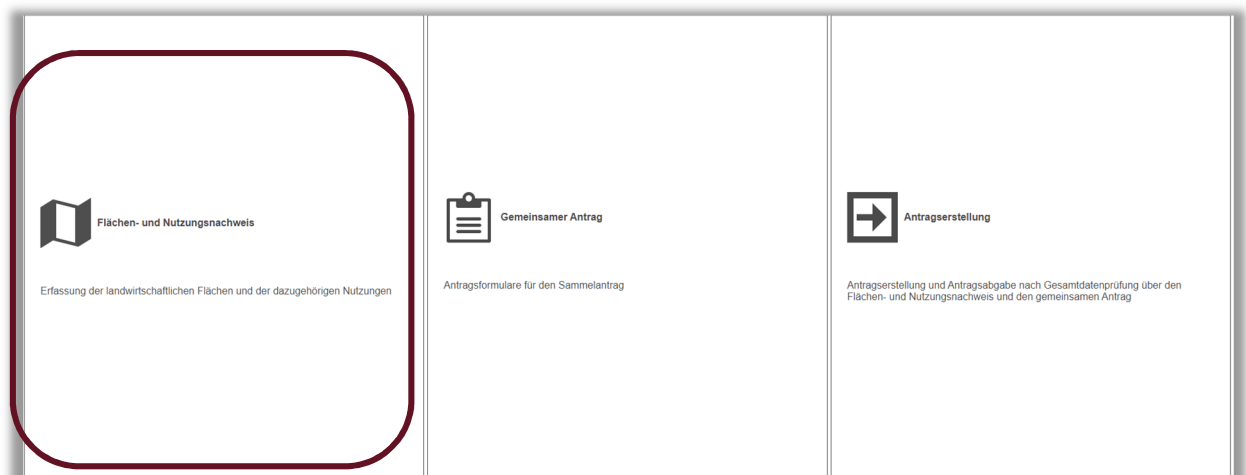 Flächen- und Nutzungsnachweis
Erfassung der landwirtschaftlichen Flächen und der dazugehörigen Nutzungen
Gemeinsamer Antrag
Antragsformulare für den Sammelantrag
Antragserstellung
Antragserstellung und Antragsabgabe nach Gesamtdatenprüfung über den
Flächen- und Nutzungsnachweis und den gemeinsamen Antrag